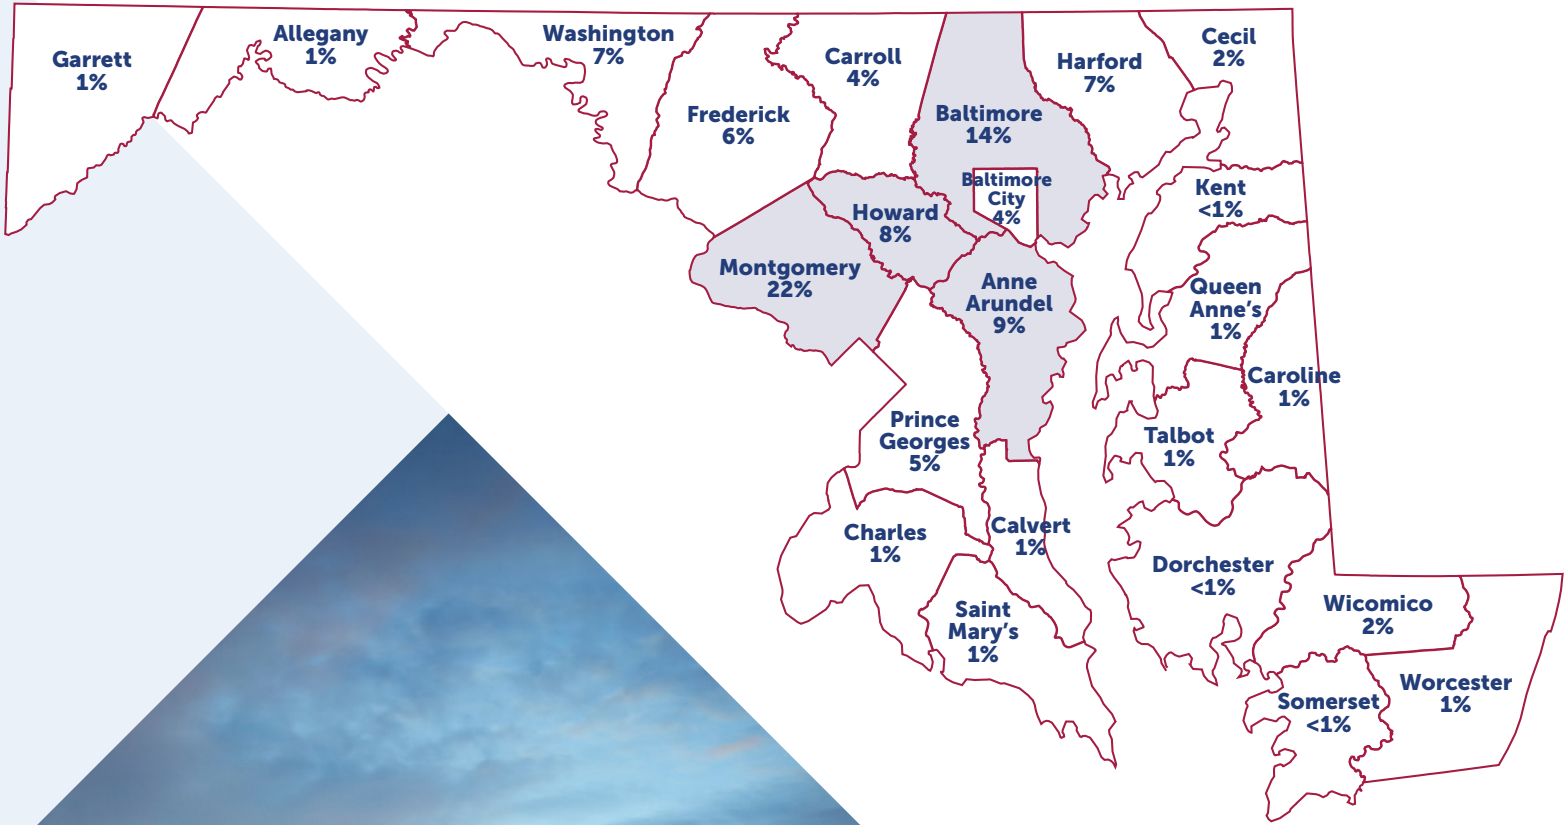 Garrett
1%
Allegany
1%
Washington
7%
Frederick
6%
Carroll
4%
Baltimore
14%
Baltimore
City
4%
Harford
7%
Cecil
2%
Kent
<1%
Howard
8%
Montgomery
22%
Anne
Arundel
9%
Queen
Anne’s
1%
Caroline
1%
Prince
Georges
5%
Talbot
1%
Charles
1%
Calvert
1%
Dorchester
<1%
Saint
Mary’s
1%
Wicomico
2%
Somerset
<1%
Worcester
1%